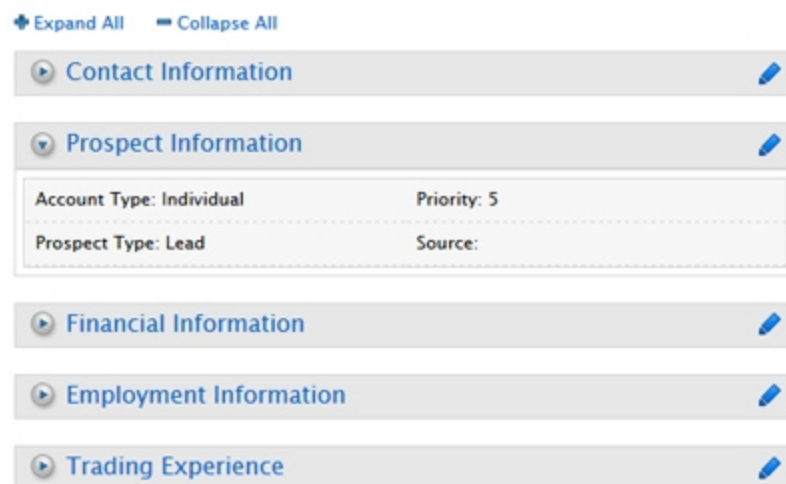 Expand All Collapse All
Contact Information
Prospect Information
Account Type: Individual Priority: 5
Prospect Type: Lead Source:
Financial Information
Employment Information
Trading Experience